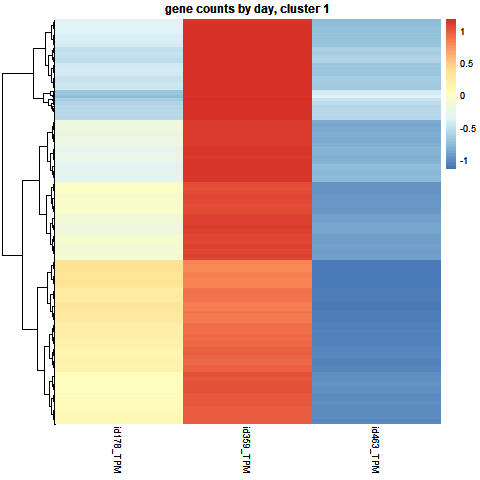 gene counts by day, cluster 1
1
0.5
0
-0.5
-1
id178_TPM
id359_TPM
id463_TPM